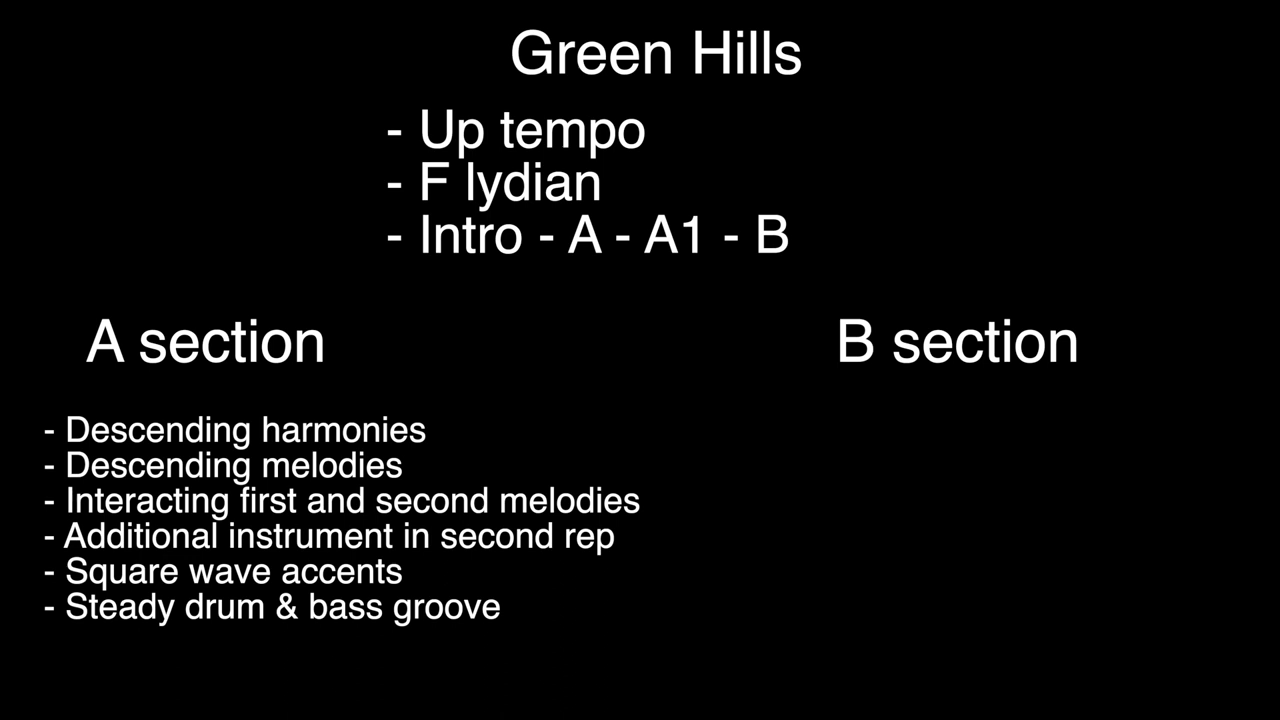 Green Hills
- Up tempo
- F lydian
- Intro - A - A1 - B
A section
- Descending harmonies
- Descending melodies
- Interacting first and second melodies
- Additional instrument in second rep
- Square wave accents
- Steady drum & bass groove
B section